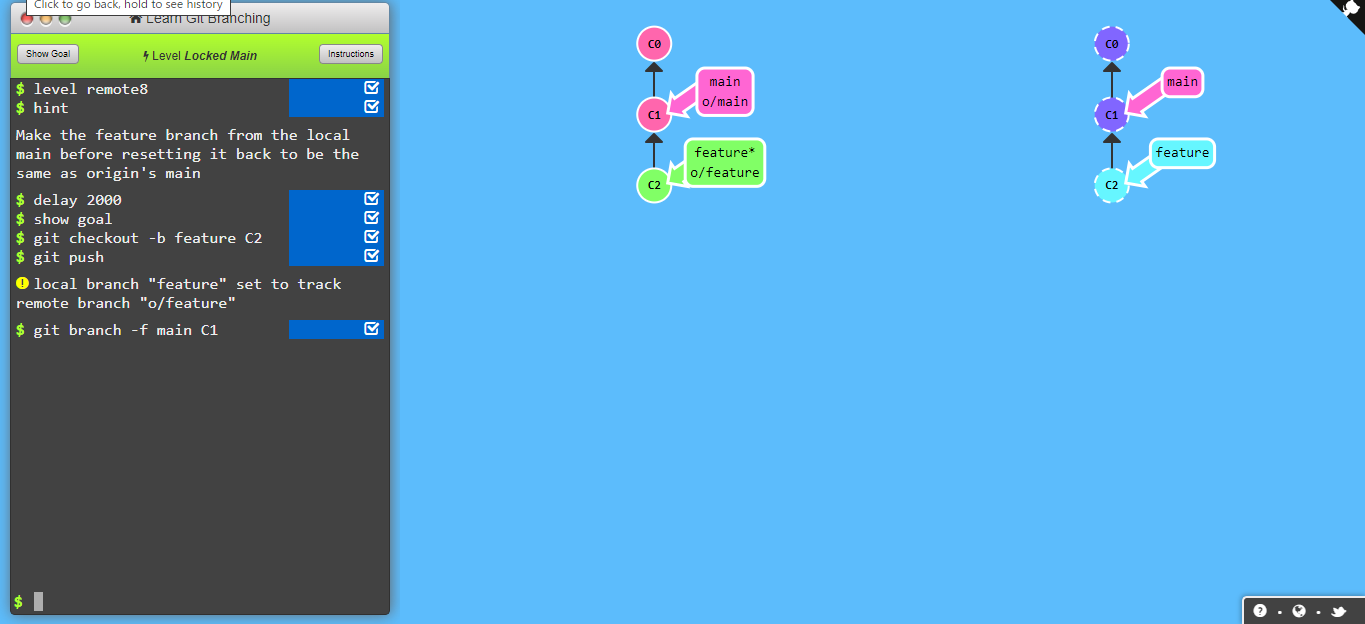 Click to go back, hold to see history
Learn Git Branching
Show Goal
Level Locked Main
Instructions
$ level remote8
$ hint
Make the feature branch from the local
main before resetting it back to be the
same as origin's main
$ delay 2000
$ show goal
$ git checkout -b feature C2
$ git push
local branch "feature" set to track
remote branch "o/feature"
$ git branch -f main C1
$
C0
main
o/main
C1
feature*
o/feature
C2
C0
main
C1
feature
C2